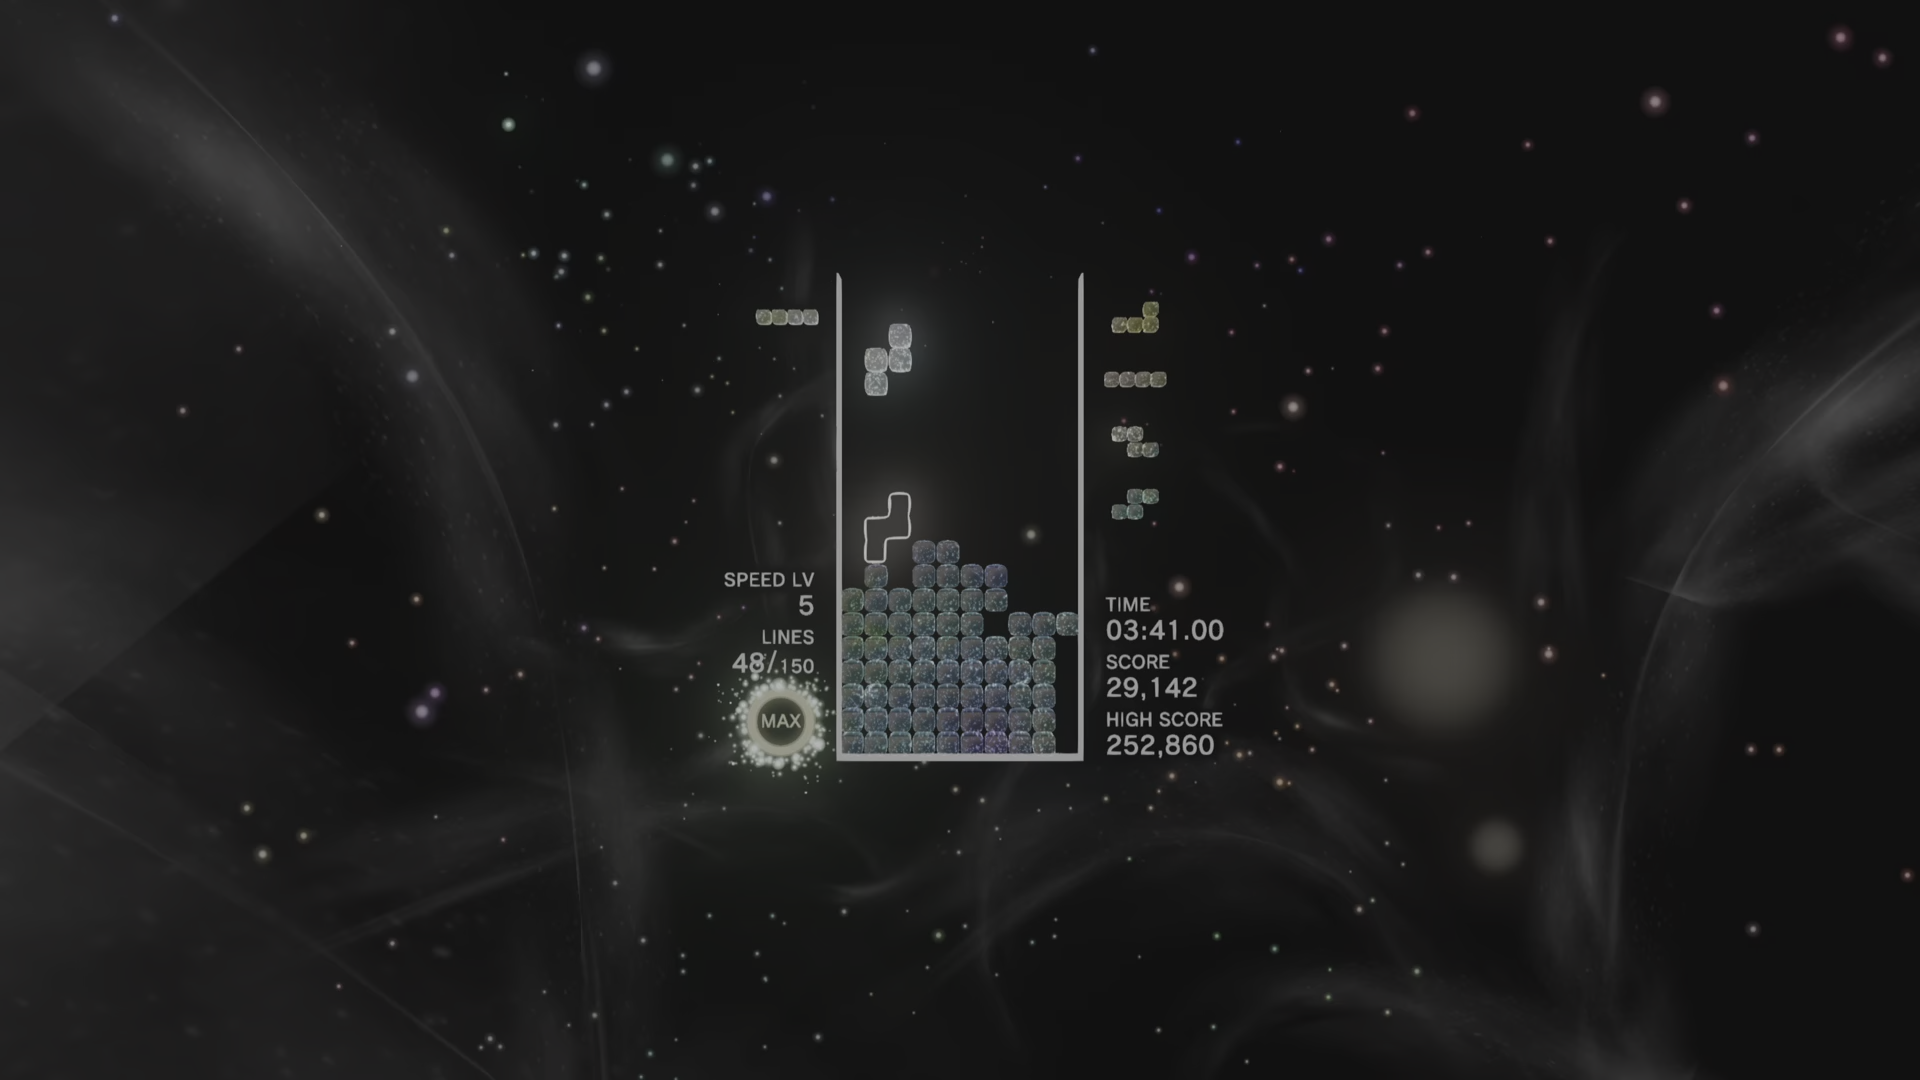 SPEED LV
5
LINES
48/150
MAX
TIME
03:41.00
SCORE
29,142
HIGH SCORE
252,860